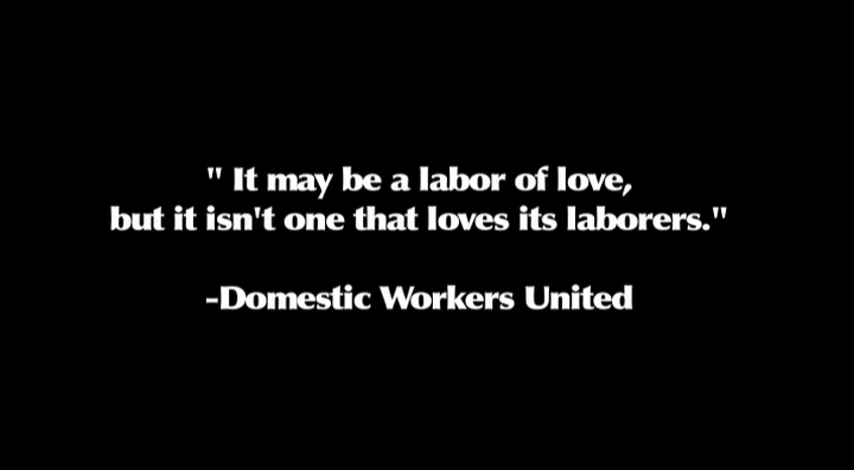 " It may be a labor of love,
but it isn't one that loves its laborers."
-Domestic Workers United